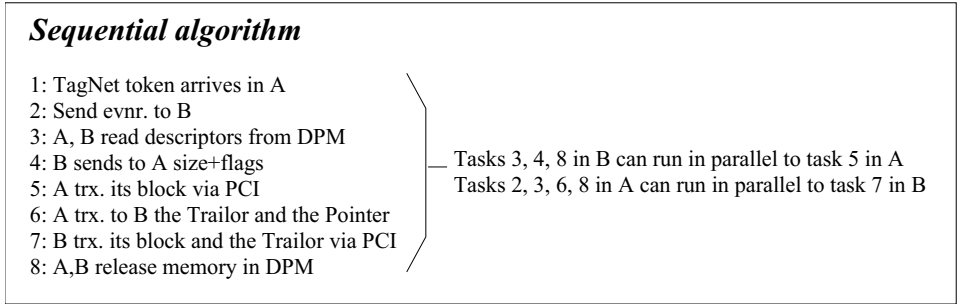 Sequential algorithm
1: TagNet token arrives in A
2: Send evnr. to B
3: A, B read descriptors from DPM
4: B sends to A size+flags
5: A trx. its block via PCI
6: A trx. to B the Trailor and the Pointer
7: B trx. its block and the Trailor via PCI
8: A,B release memory in DPM
Tasks 3, 4, 8 in B can run in parallel to task 5 in A
Tasks 2, 3, 6, 8 in A can run in parallel to task 7 in B